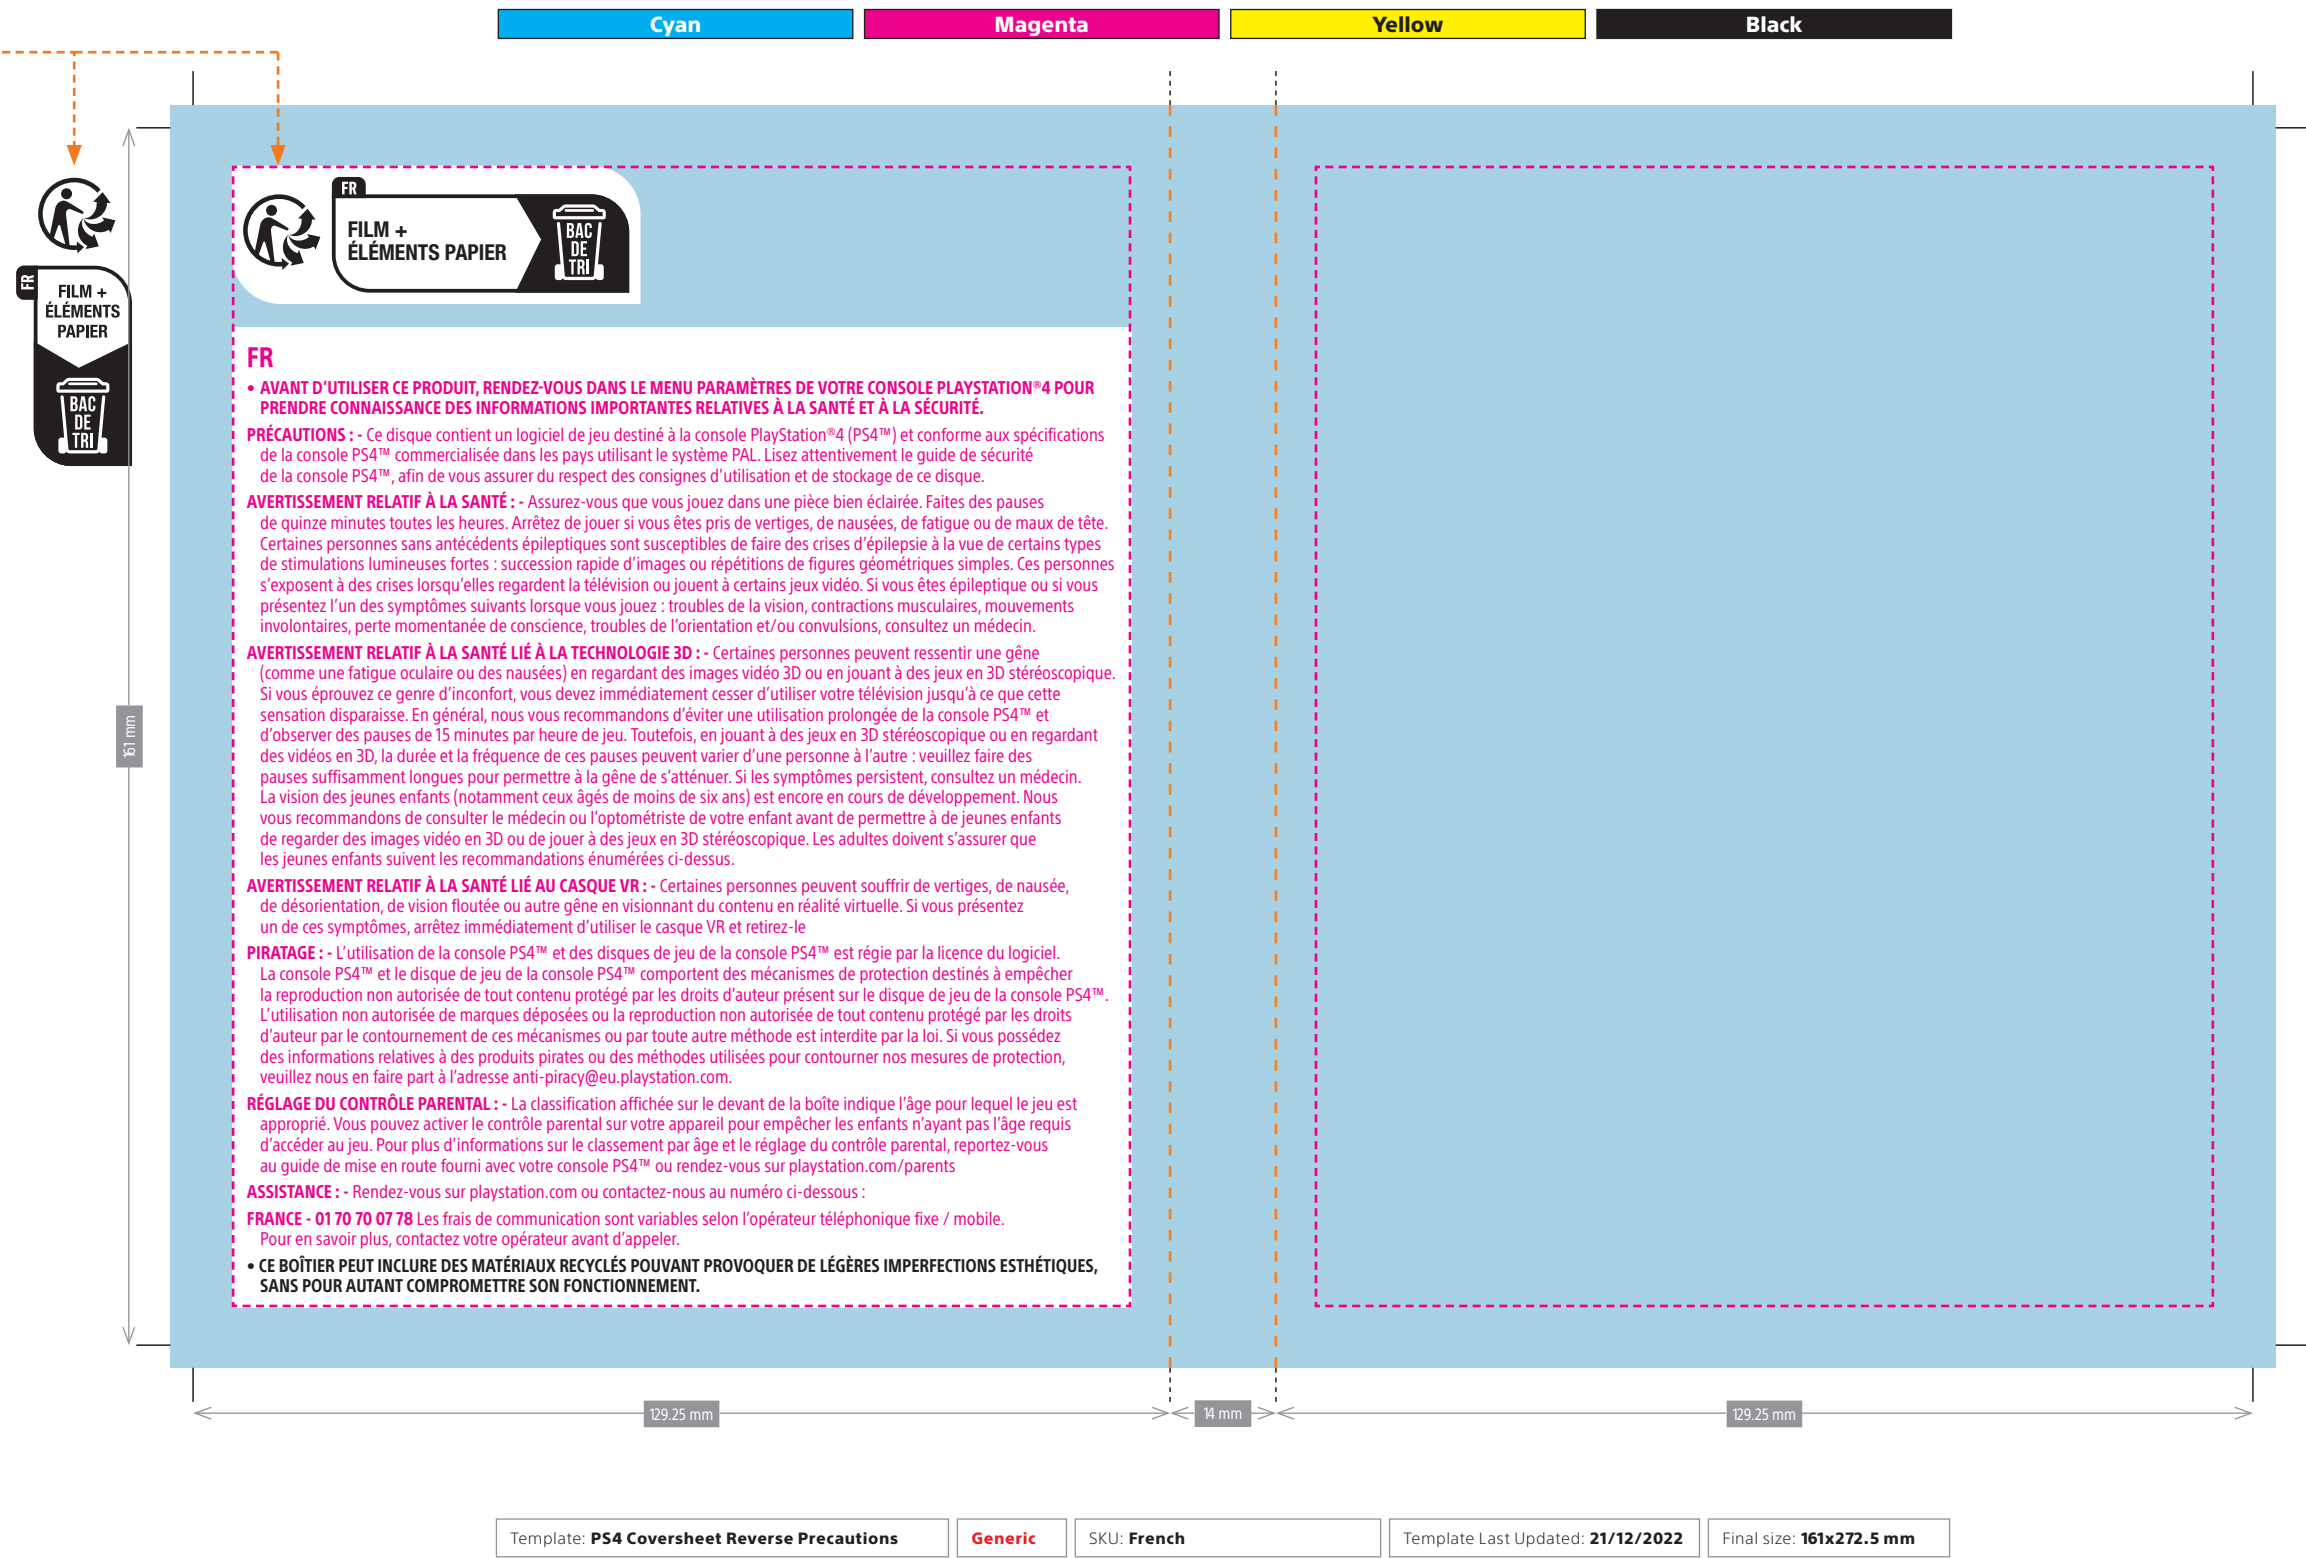 Cyan
Magenta
Yellow
Black
FR
FILM +
ÉLÉMENTS
PAPIER
BAC
DE
TRI
FR
FILM +
ÉLÉMENTS PAPIER
BAC
DE
TRI
FR
• AVANT D'UTILISER CE PRODUIT, RENDEZ-VOUS DANS LE MENU PARAMÈTRES DE VOTRE CONSOLE PLAYSTATION®4 POUR
PRENDRE CONNAISSANCE DES INFORMATIONS IMPORTANTES RELATIVES À LA SANTÉ ET À LA SÉCURITÉ.
PRÉCAUTIONS : - Ce disque contient un logiciel de jeu destiné à la console PlayStation®4 (PS4™) et conforme aux spécifications
de la console PS4™ commercialisée dans les pays utilisant le système PAL. Lisez attentivement le guide de sécurité
de la console PS4™, afin de vous assurer du respect des consignes d'utilisation et de stockage de ce disque.
AVERTISSEMENT RELATIF À LA SANTÉ : - Assurez-vous que vous jouez dans une pièce bien éclairée. Faites des pauses
de quinze minutes toutes les heures. Arrêtez de jouer si vous êtes pris de vertiges, de nausées, de fatigue ou de maux de tête.
Certaines personnes sans antécédents épileptiques sont susceptibles de faire des crises d'épilepsie à la vue de certains types
de stimulations lumineuses fortes : succession rapide d'images ou répétitions de figures géométriques simples. Ces personnes
s'exposent à des crises lorsqu'elles regardent la télévision ou jouent à certains jeux vidéo. Si vous êtes épileptique ou si vous
présentez l'un des symptômes suivants lorsque vous jouez : troubles de la vision, contractions musculaires, mouvements
involontaires, perte momentanée de conscience, troubles de l'orientation et/ou convulsions, consultez un médecin.
AVERTISSEMENT RELATIF À LA SANTÉ LIÉ À LA TECHNOLOGIE 3D : - Certaines personnes peuvent ressentir une gêne
(comme une fatigue oculaire ou des nausées) en regardant des images vidéo 3D ou en jouant à des jeux en 3D stéréoscopique.
Si vous éprouvez ce genre d'inconfort, vous devez immédiatement cesser d'utiliser votre télévision jusqu'à ce que cette
sensation disparaisse. En général, nous vous recommandons d'éviter une utilisation prolongée de la console PS4™ et
d'observer des pauses de 15 minutes par heure de jeu. Toutefois, en jouant à des jeux en 3D stéréoscopique ou en regardant
des vidéos en 3D, la durée et la fréquence de ces pauses peuvent varier d'une personne à l'autre : veuillez faire des
pauses suffisamment longues pour permettre à la gêne de s'atténuer. Si les symptômes persistent, consultez un médecin.
La vision des jeunes enfants (notamment ceux âgés de moins de six ans) est encore en cours de développement. Nous
vous recommandons de consulter le médecin ou l'optométriste de votre enfant avant de permettre à de jeunes enfants
de regarder des images vidéo en 3D ou de jouer à des jeux en 3D stéréoscopique. Les adultes doivent s'assurer que
les jeunes enfants suivent les recommandations énumérées ci-dessus.
AVERTISSEMENT RELATIF À LA SANTÉ LIÉ AU CASQUE VR : - Certaines personnes peuvent souffrir de vertiges, de nausée,
de désorientation, de vision floutée ou autre gêne en visionnant du contenu en réalité virtuelle. Si vous présentez
un de ces symptômes, arrêtez immédiatement d'utiliser le casque VR et retirez-le
PIRATAGE : - L'utilisation de la console PS4™ et des disques de jeu de la console PS4™ est régie par la licence du logiciel.
La console PS4™ et le disque de jeu de la console PS4™ comportent des mécanismes de protection destinés à empêcher
la reproduction non autorisée de tout contenu protégé par les droits d'auteur présent sur le disque de jeu de la console PS4™.
L'utilisation non autorisée de marques déposées ou la reproduction non autorisée de tout contenu protégé par les droits
d'auteur par le contournement de ces mécanismes ou par toute autre méthode est interdite par la loi. Si vous possédez
des informations relatives à des produits pirates ou des méthodes utilisées pour contourner nos mesures de protection,
veuillez nous en faire part à l'adresse anti-piracy@eu.playstation.com.
RÉGLAGE DU CONTRÔLE PARENTAL : - La classification affichée sur le devant de la boîte indique l'âge pour lequel le jeu est
approprié. Vous pouvez activer le contrôle parental sur votre appareil pour empêcher les enfants n'ayant pas l'âge requis
d'accéder au jeu. Pour plus d'informations sur le classement par âge et le réglage du contrôle parental, reportez-vous
au guide de mise en route fourni avec votre console PS4™ ou rendez-vous sur playstation.com/parents
ASSISTANCE : - Rendez-vous sur playstation.com ou contactez-nous au numéro ci-dessous :
FRANCE - 01 70 70 07 78 Les frais de communication sont variables selon l'opérateur téléphonique fixe / mobile.
Pour en savoir plus, contactez votre opérateur avant d'appeler.
• CE BOÎTIER PEUT INCLURE DES MATÉRIAUX RECYCLÉS POUVANT PROVOQUER DE LÉGÈRES IMPERFECTIONS ESTHÉTIQUES,
SANS POUR AUTANT COMPROMETTRE SON FONCTIONNEMENT.
161 mm
129.25 mm
14 mm
129.25 mm
Template: PS4 Coversheet Reverse Precautions
Generic
SKU: French
Template Last Updated: 21/12/2022
Final size: 161x272.5 mm